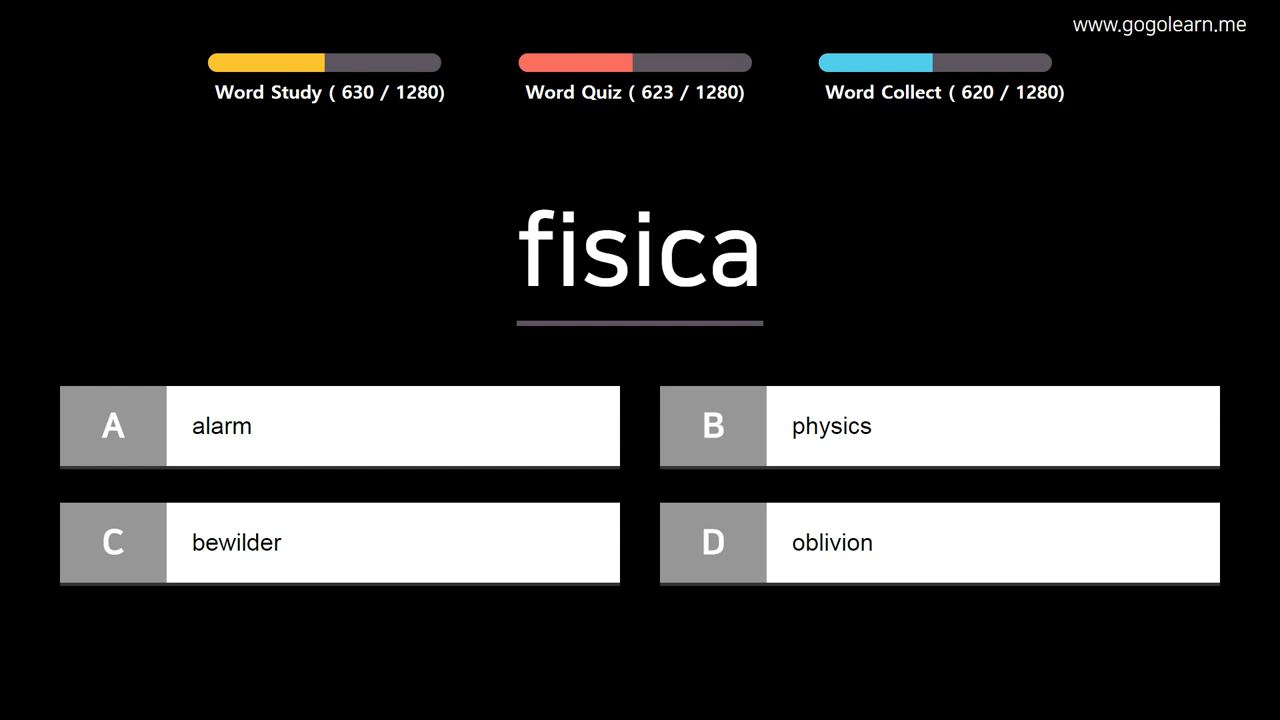 www.gogolearn.me
Word Study ( 630 / 1280)
Word Quiz ( 623 / 1280)
Word Collect ( 620 / 1280)
fisica
A alarm
B physics
C bewilder
D oblivion